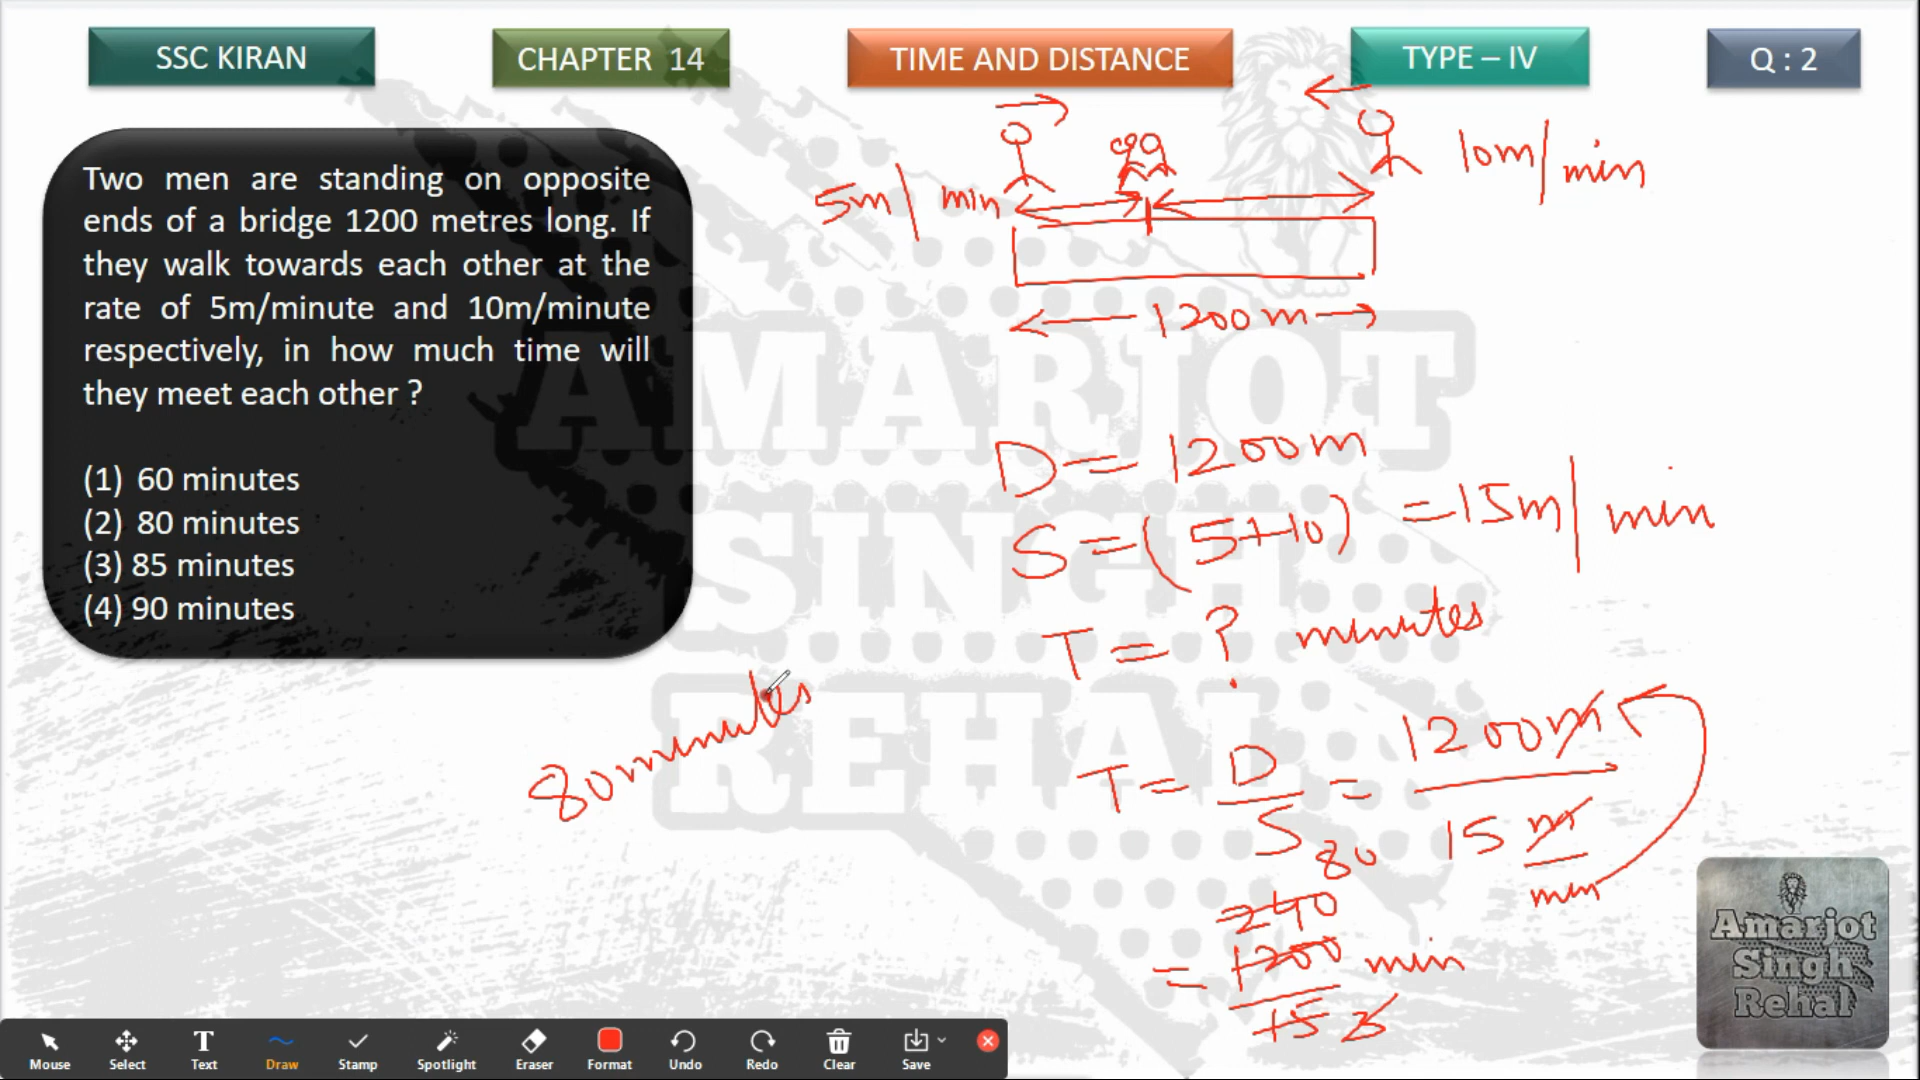 SSC KIRAN
CHAPTER 14
TIME AND DISTANCE
TYPE – IV
Q : 2
Two men are standing on opposite
ends of a bridge 1200 metres long. If
they walk towards each other at the
rate of 5m/minute and 10m/minute
respectively, in how much time will
they meet each other ?
(1) 60 minutes
(2) 80 minutes
(3) 85 minutes
(4) 90 minutes
5m/min
10m/min
1200m
D = 1200m
S = (5+10) = 15m/min
T = ? minutes
T = D/S = 1200m/15 m/min
80
240
= 1200 min
15 3
80 minutes
AMARJOT
SINGH
REHAL
Amarjot
Singh
Rehal
Mouse
Select
T
Text
Draw
Stamp
Spotlight
Eraser
Format
Undo
Redo
Clear
Save